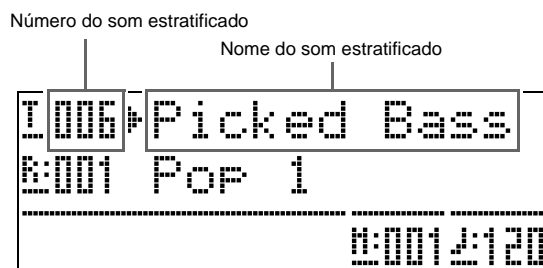 Número do som estratificado
Nome do som estratificado
T 006 Picked Bass
R:001 Pop 1
M:001 ♩:120